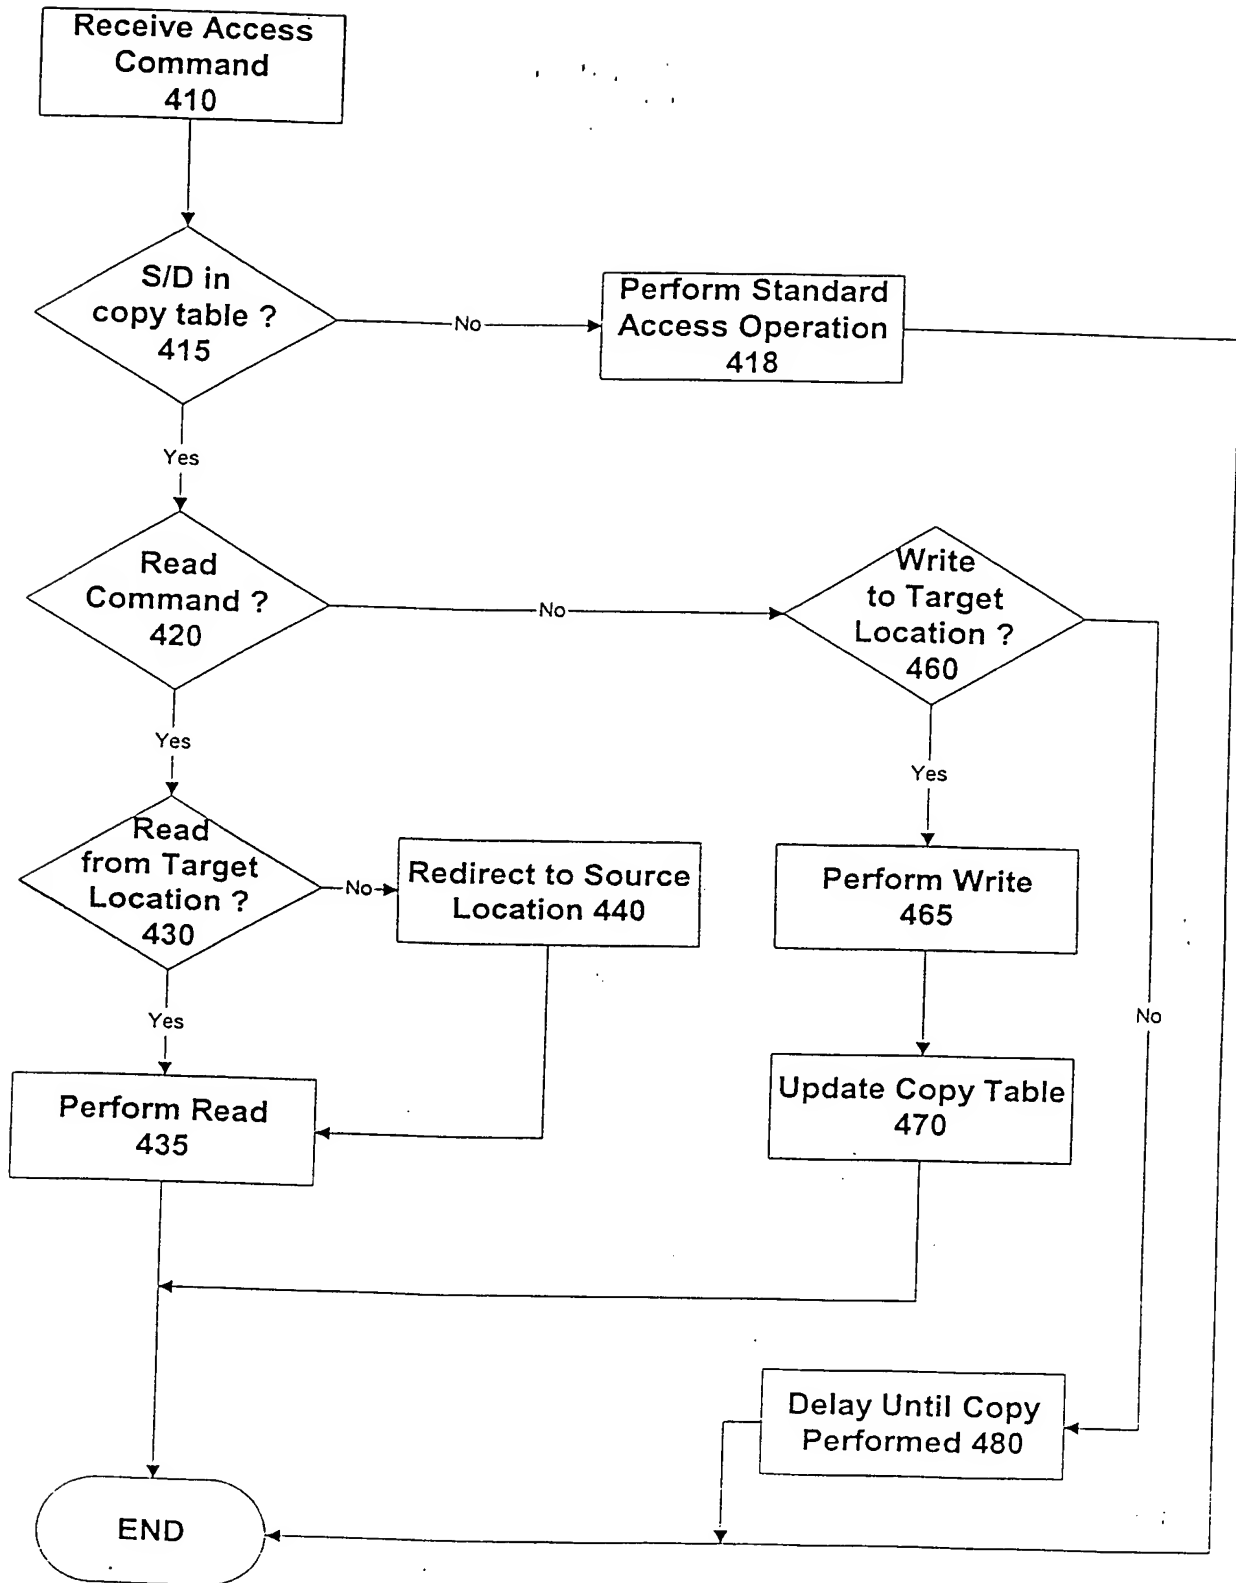 Receive Access
Command
410
S/D in
copy table ?
415
No
Perform Standard
Access Operation
418
Yes
Read
Command ?
420
No
Write
to Target
Location ?
460
Yes
Yes
Read
from Target
Location ?
430
No
Redirect to Source
Location 440
Perform Write
465
Yes
No
Perform Read
435
Update Copy Table
470
Delay Until Copy
Performed 480
END